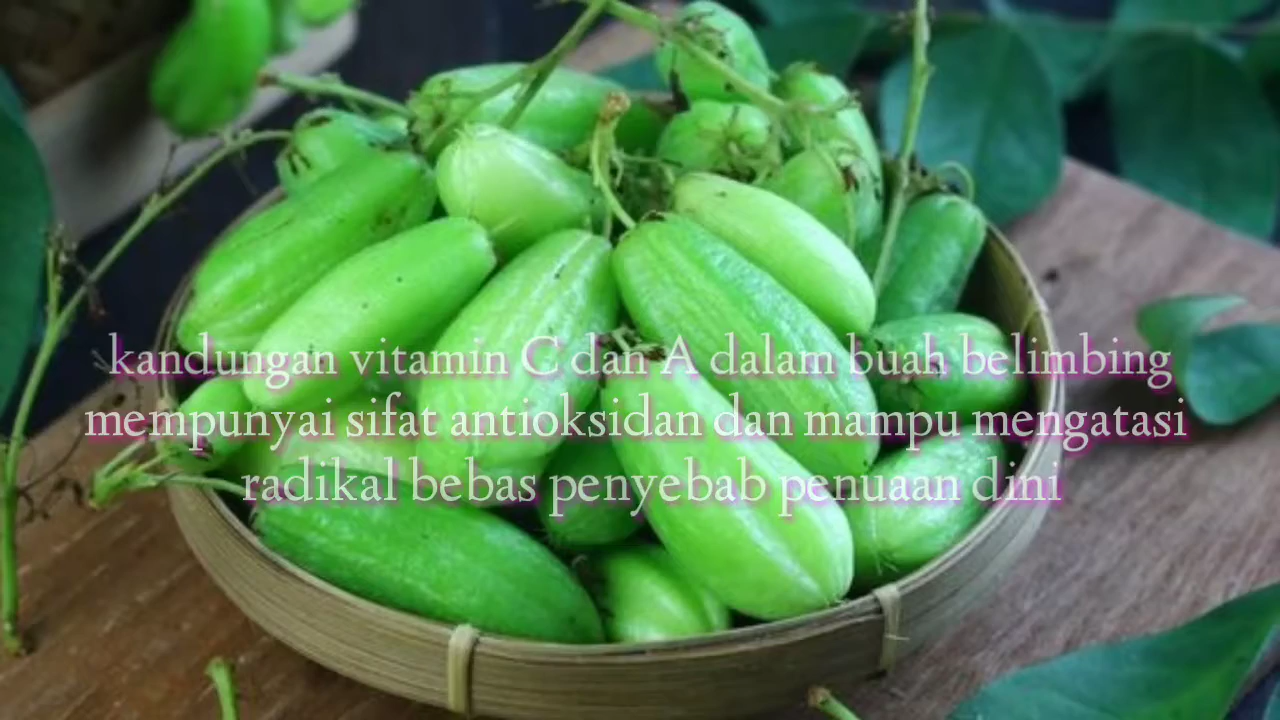 kandungan vitamin C dan A dalam buah belimbing
mempunyai sifat antioksidan dan mampu mengatasi
radikal bebas penyebab penuaan dini